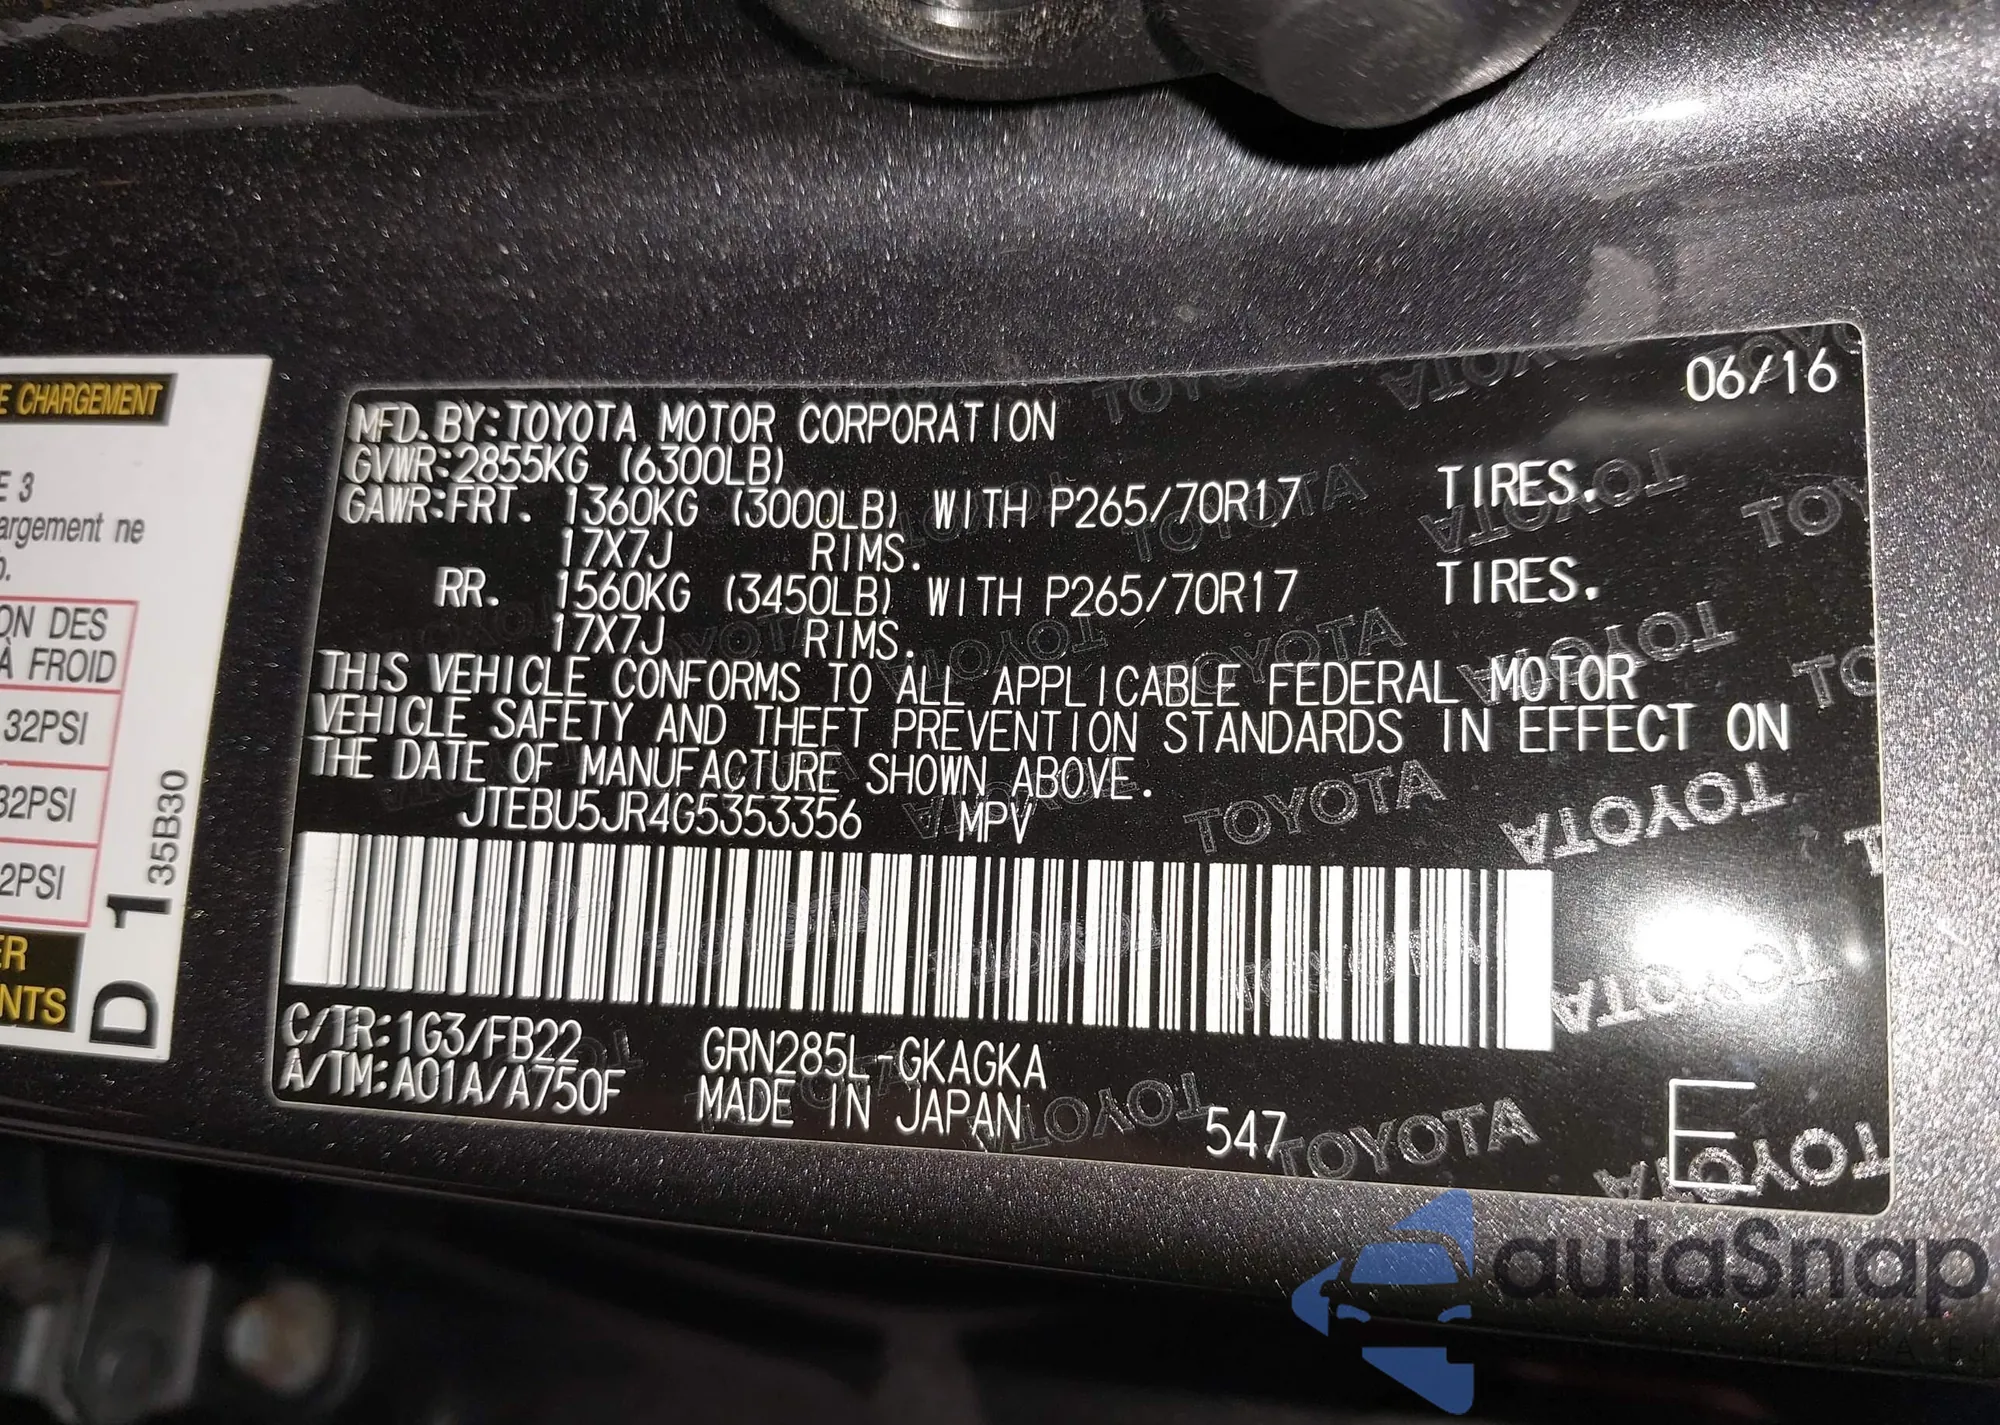 E CHARGEMENT
E 3
argement ne
ON DES
À FROID
32PSI
32PSI
2PSI
ER
NTS
D 1
35B30
06/16
MFD. BY: TOYOTA MOTOR CORPORATION
GVWR: 2855KG (6300LB)
GAWR: FRT. 1360KG (3000LB) WITH P265/70R17 TIRES.
17X7J RIMS.
RR. 1560KG (3450LB) WITH P265/70R17 TIRES.
17X7J RIMS.
THIS VEHICLE CONFORMS TO ALL APPLICABLE FEDERAL MOTOR
VEHICLE SAFETY AND THEFT PREVENTION STANDARDS IN EFFECT ON
THE DATE OF MANUFACTURE SHOWN ABOVE.
JTEBU5JR4G5353356 MPV
C/TR: 1G3/FB22 GRN285L-GKAGKA
A/TM: A01A/A750F MADE IN JAPAN 547
E
TOYOTA
autaSnap